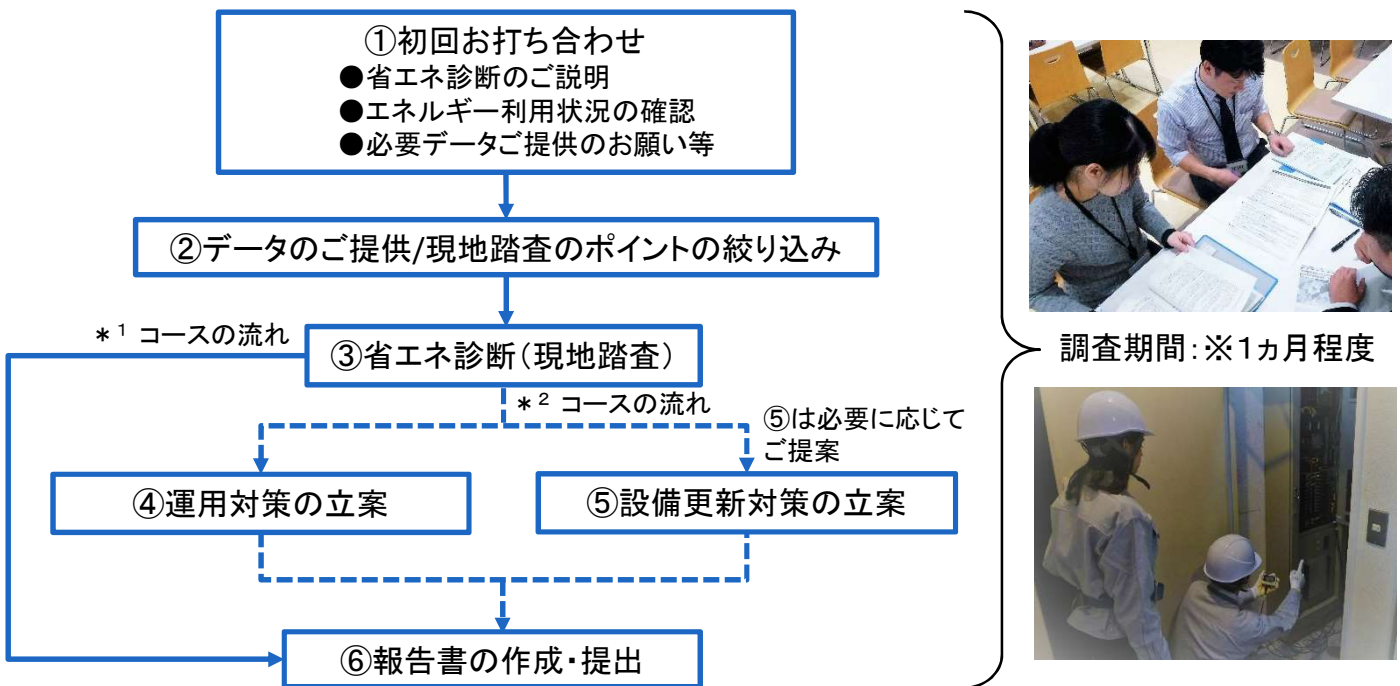 ①初回お打ち合わせ
●省エネ診断のご説明
●エネルギー利用状況の確認
●必要データご提供のお願い等
②データのご提供/現地踏査のポイントの絞り込み
*¹ コースの流れ
③省エネ診断(現地踏査)
*² コースの流れ
⑤は必要に応じて
ご提案
④運用対策の立案
⑤設備更新対策の立案
⑥報告書の作成・提出
調査期間:※1ヵ月程度